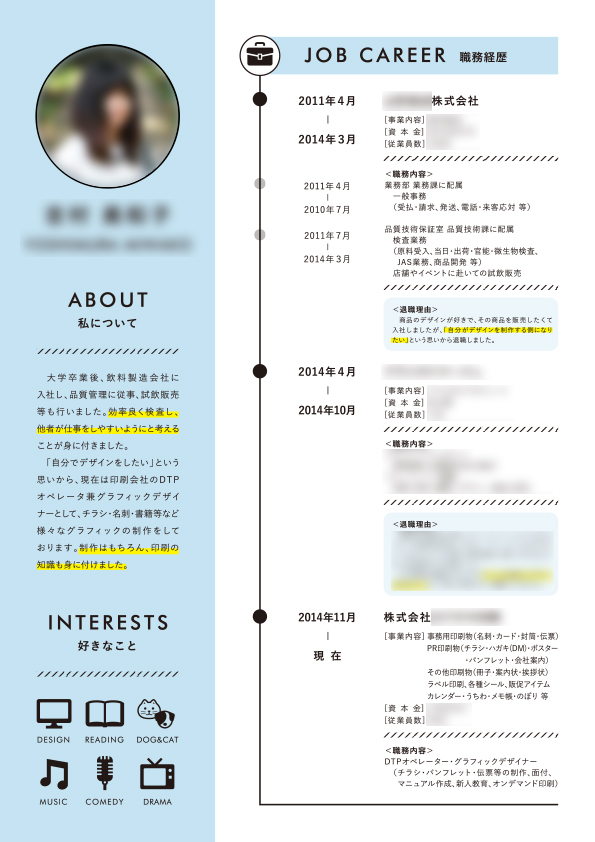 ABOUT
私について
大学卒業後、飲料製造会社に
入社し、品質管理に従事、試飲販売
等も行いました。効率良く検査し、
他者が仕事をしやすいようにと考える
ことが身に付きました。
「自分でデザインをしたい」という
思いから、現在は印刷会社のDTP
オペレータ兼グラフィックデザイ
ナーとして、チラシ・名刺・書籍等など
様々なグラフィックの制作をして
おります。制作はもちろん、印刷の
知識も身に付けました。
INTERESTS
好きなこと
DESIGN READING DOG&CAT
MUSIC COMEDY DRAMA
JOB CAREER 職務経歴
2011年4月
|
2014年3月
株式会社
[事業内容]
[資 本 金]
[従業員数]
<職務内容>
2011年4月
|
2010年7月
業務部 業務課に配属
一般事務
(受払・請求、発送、電話・来客応対 等)
2011年7月
|
2014年3月
品質技術保証室 品質技術課に配属
検査業務
(原料受入、当日・出荷・官能・微生物検査、
JAS業務、商品開発 等)
店舗やイベントに赴いての試飲販売
<退職理由>
商品のデザインが好きで、その商品を販売したくて
入社しましたが、「自分がデザインを制作する側になり
たい」という思いから退職しました。
2014年4月
|
2014年10月
[事業内容]
[資 本 金]
[従業員数]
<職務内容>
<退職理由>
2014年11月
|
現 在
株式会社
[事業内容] 事務用印刷物(名刺・カード・封筒・伝票)
PR印刷物(チラシ・ハガキ(DM)・ポスター
・パンフレット・会社案内)
その他印刷物(冊子・案内状・挨拶状)
ラベル印刷、各種シール、販促アイテム
カレンダー・うちわ・メモ帳・のぼり 等
[資 本 金]
[従業員数]
<職務内容>
DTPオペレーター・グラフィックデザイナー
(チラシ・パンフレット・伝票等の制作、面付、
マニュアル作成、新人教育、オンデマンド印刷)